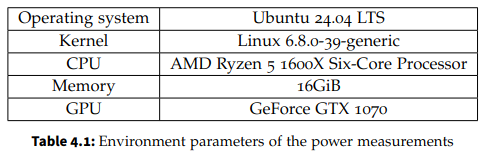 Operating system Ubuntu 24.04 LTS
Kernel Linux 6.8.0-39-generic
CPU AMD Ryzen 5 1600X Six-Core Processor
Memory 16GiB
GPU GeForce GTX 1070
Table 4.1: Environment parameters of the power measurements